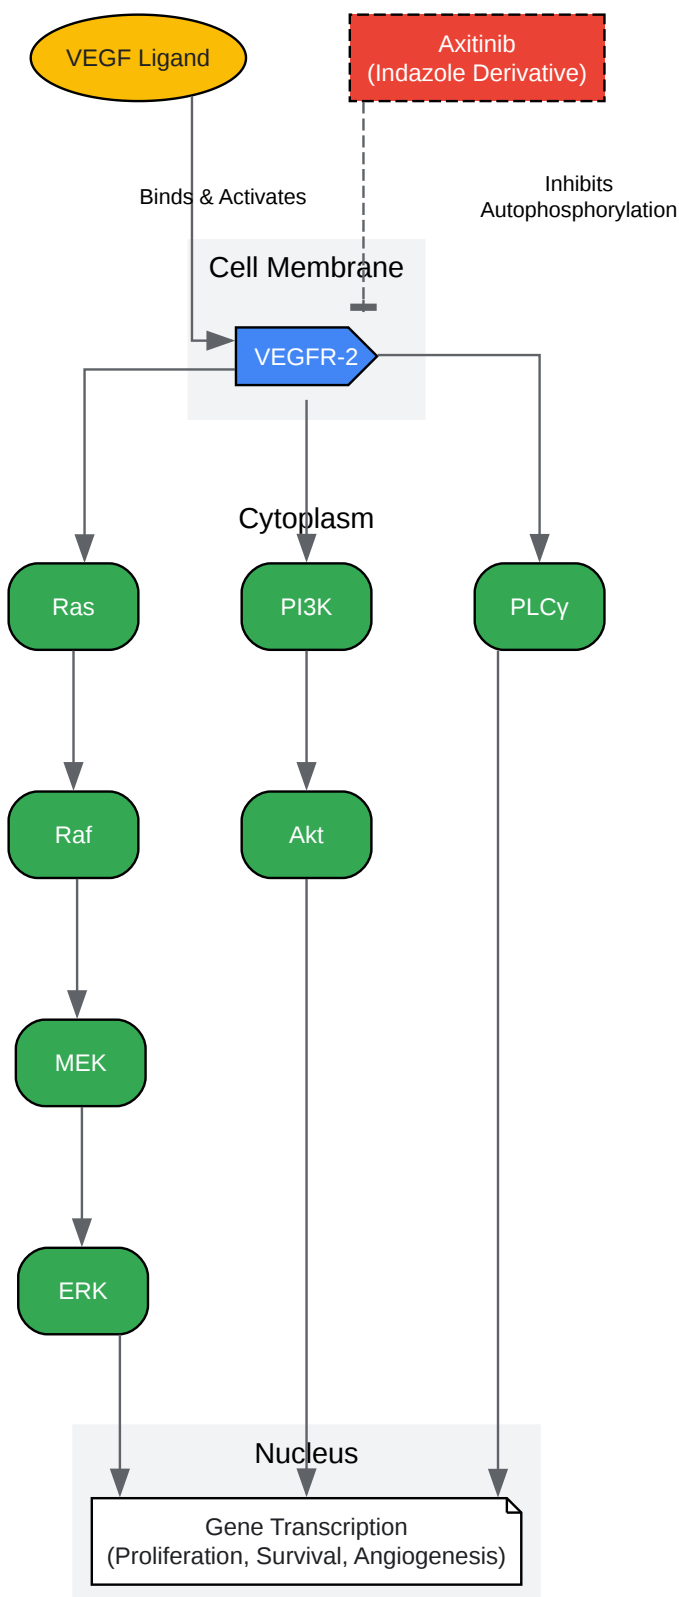 VEGF Ligand
Axitinib
(Indazole Derivative)
Binds & Activates
Inhibits
Autophosphorylation
Cell Membrane
VEGFR-2
Cytoplasm
Ras
PI3K
PLCγ
Raf
Akt
MEK
ERK
Nucleus
Gene Transcription
(Proliferation, Survival, Angiogenesis)